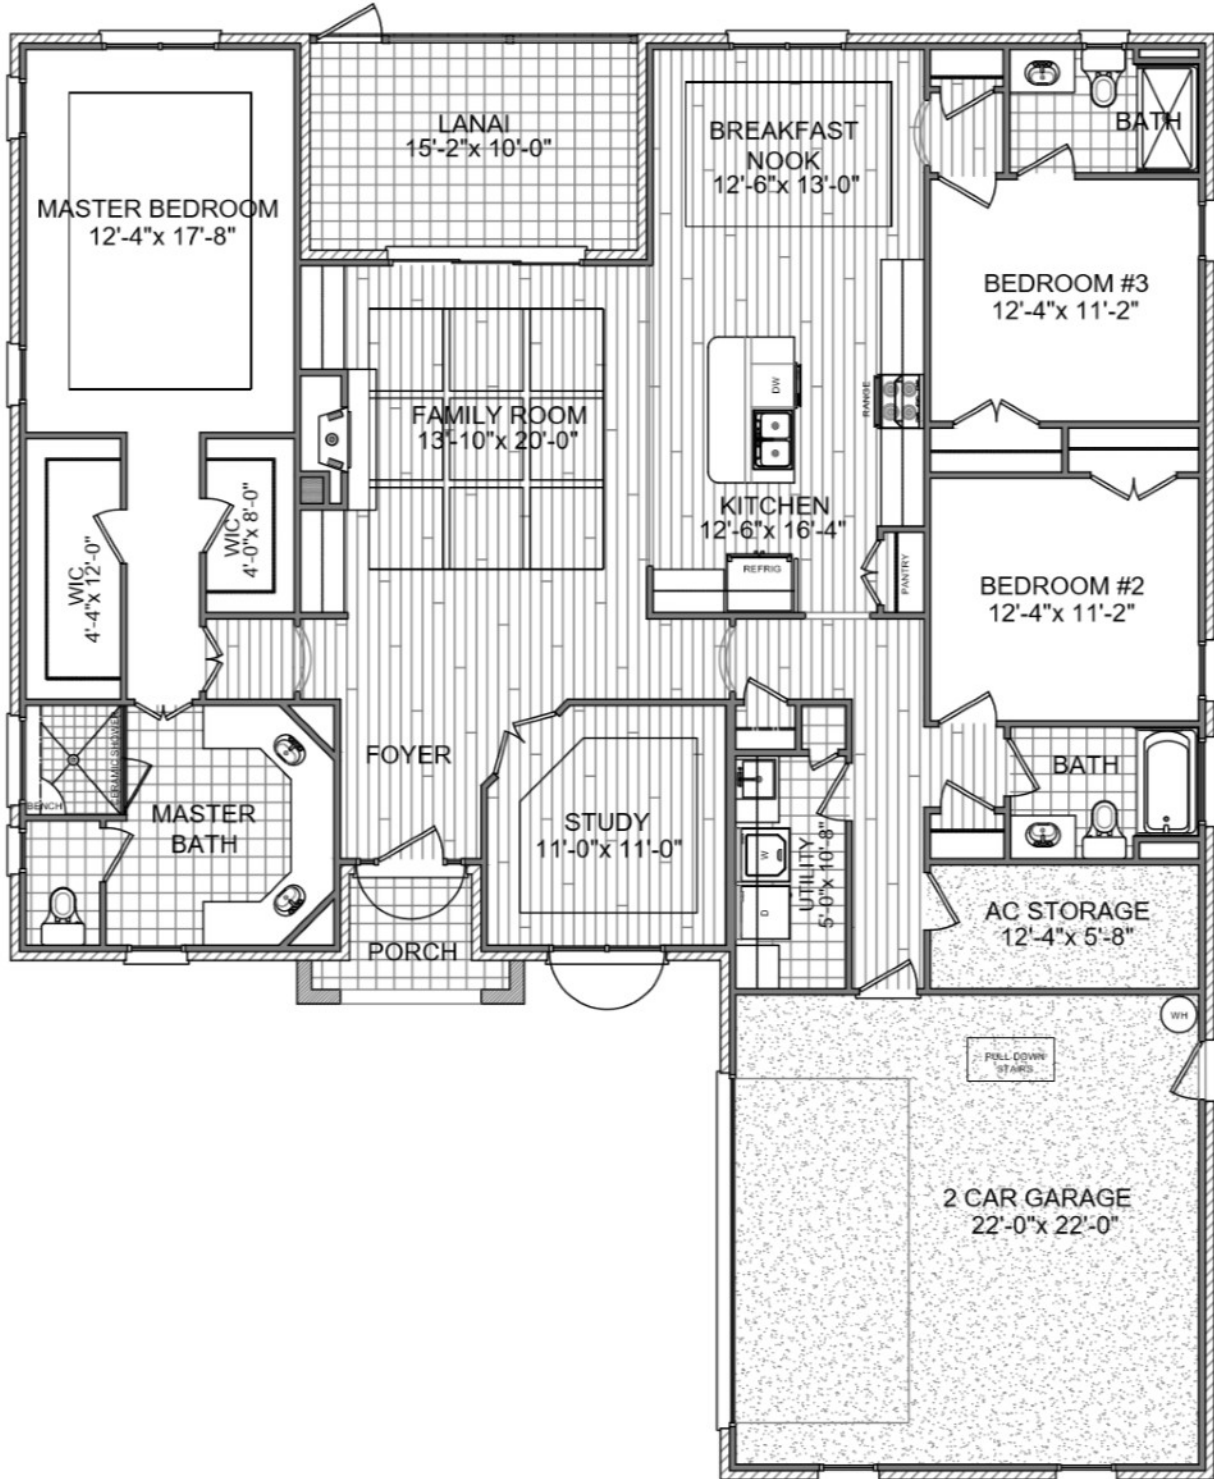 LANAI
15'-2"x 10'-0"
BREAKFAST
NOOK
12'-6"x 13'-0"
BATH
MASTER BEDROOM
12'-4"x 17'-8"
BEDROOM #3
12'-4"x 11'-2"
FAMILY ROOM
13'-10"x 20'-0"
DW
RANGE
KITCHEN
12'-6"x 16'-4"
REFRIG
PANTRY
WIC
4'-4"x 12'-0"
WIC
4'-0"x 8'-0"
BEDROOM #2
12'-4"x 11'-2"
CERAMIC SHOWER
BENCH
MASTER
BATH
FOYER
STUDY
11'-0"x 11'-0"
W
D
UTILITY
5'-0"x 10'-8"
BATH
PORCH
AC STORAGE
12'-4"x 5'-8"
WH
PULL DOWN
STAIRS
2 CAR GARAGE
22'-0"x 22'-0"